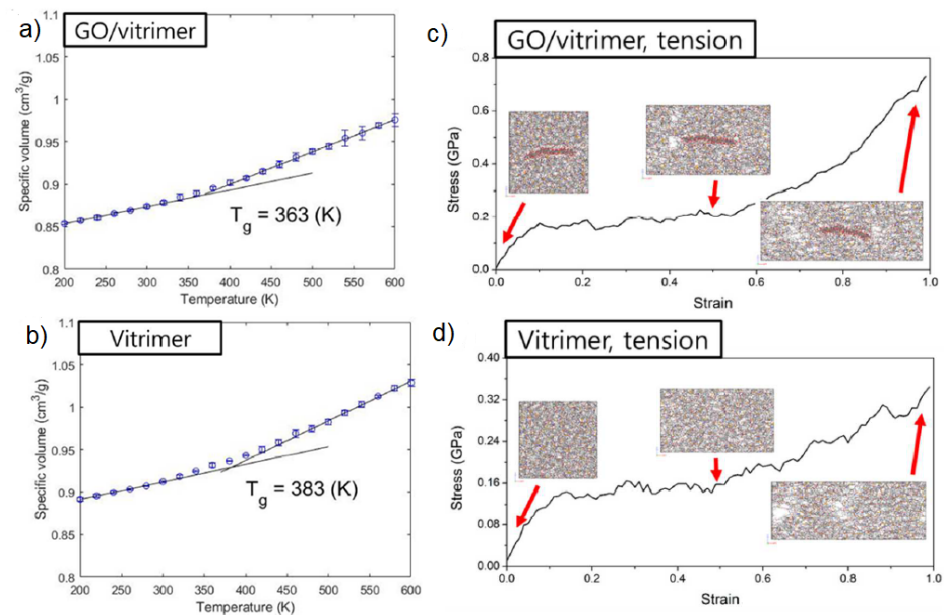 a)
GO/vitrimer
1.1
1.05
1
0.95
0.9
0.85
0.8
Specific volume (cm³/g)
Tg = 363 (K)
200 250 300 350 400 450 500 550 600
Temperature (K)
c)
GO/vitrimer, tension
0.8
0.6
0.4
0.2
0.0
Stress (GPa)
0.0 0.2 0.4 0.6 0.8 1.0
Strain
b)
Vitrimer
1.1
1.05
1
0.95
0.9
0.85
0.8
Specific volume (cm³/g)
Tg = 383 (K)
200 250 300 350 400 450 500 550 600
Temperature (K)
d)
Vitrimer, tension
0.40
0.32
0.24
0.16
0.08
0.00
Stress (GPa)
0.0 0.2 0.4 0.6 0.8 1.0
Strain